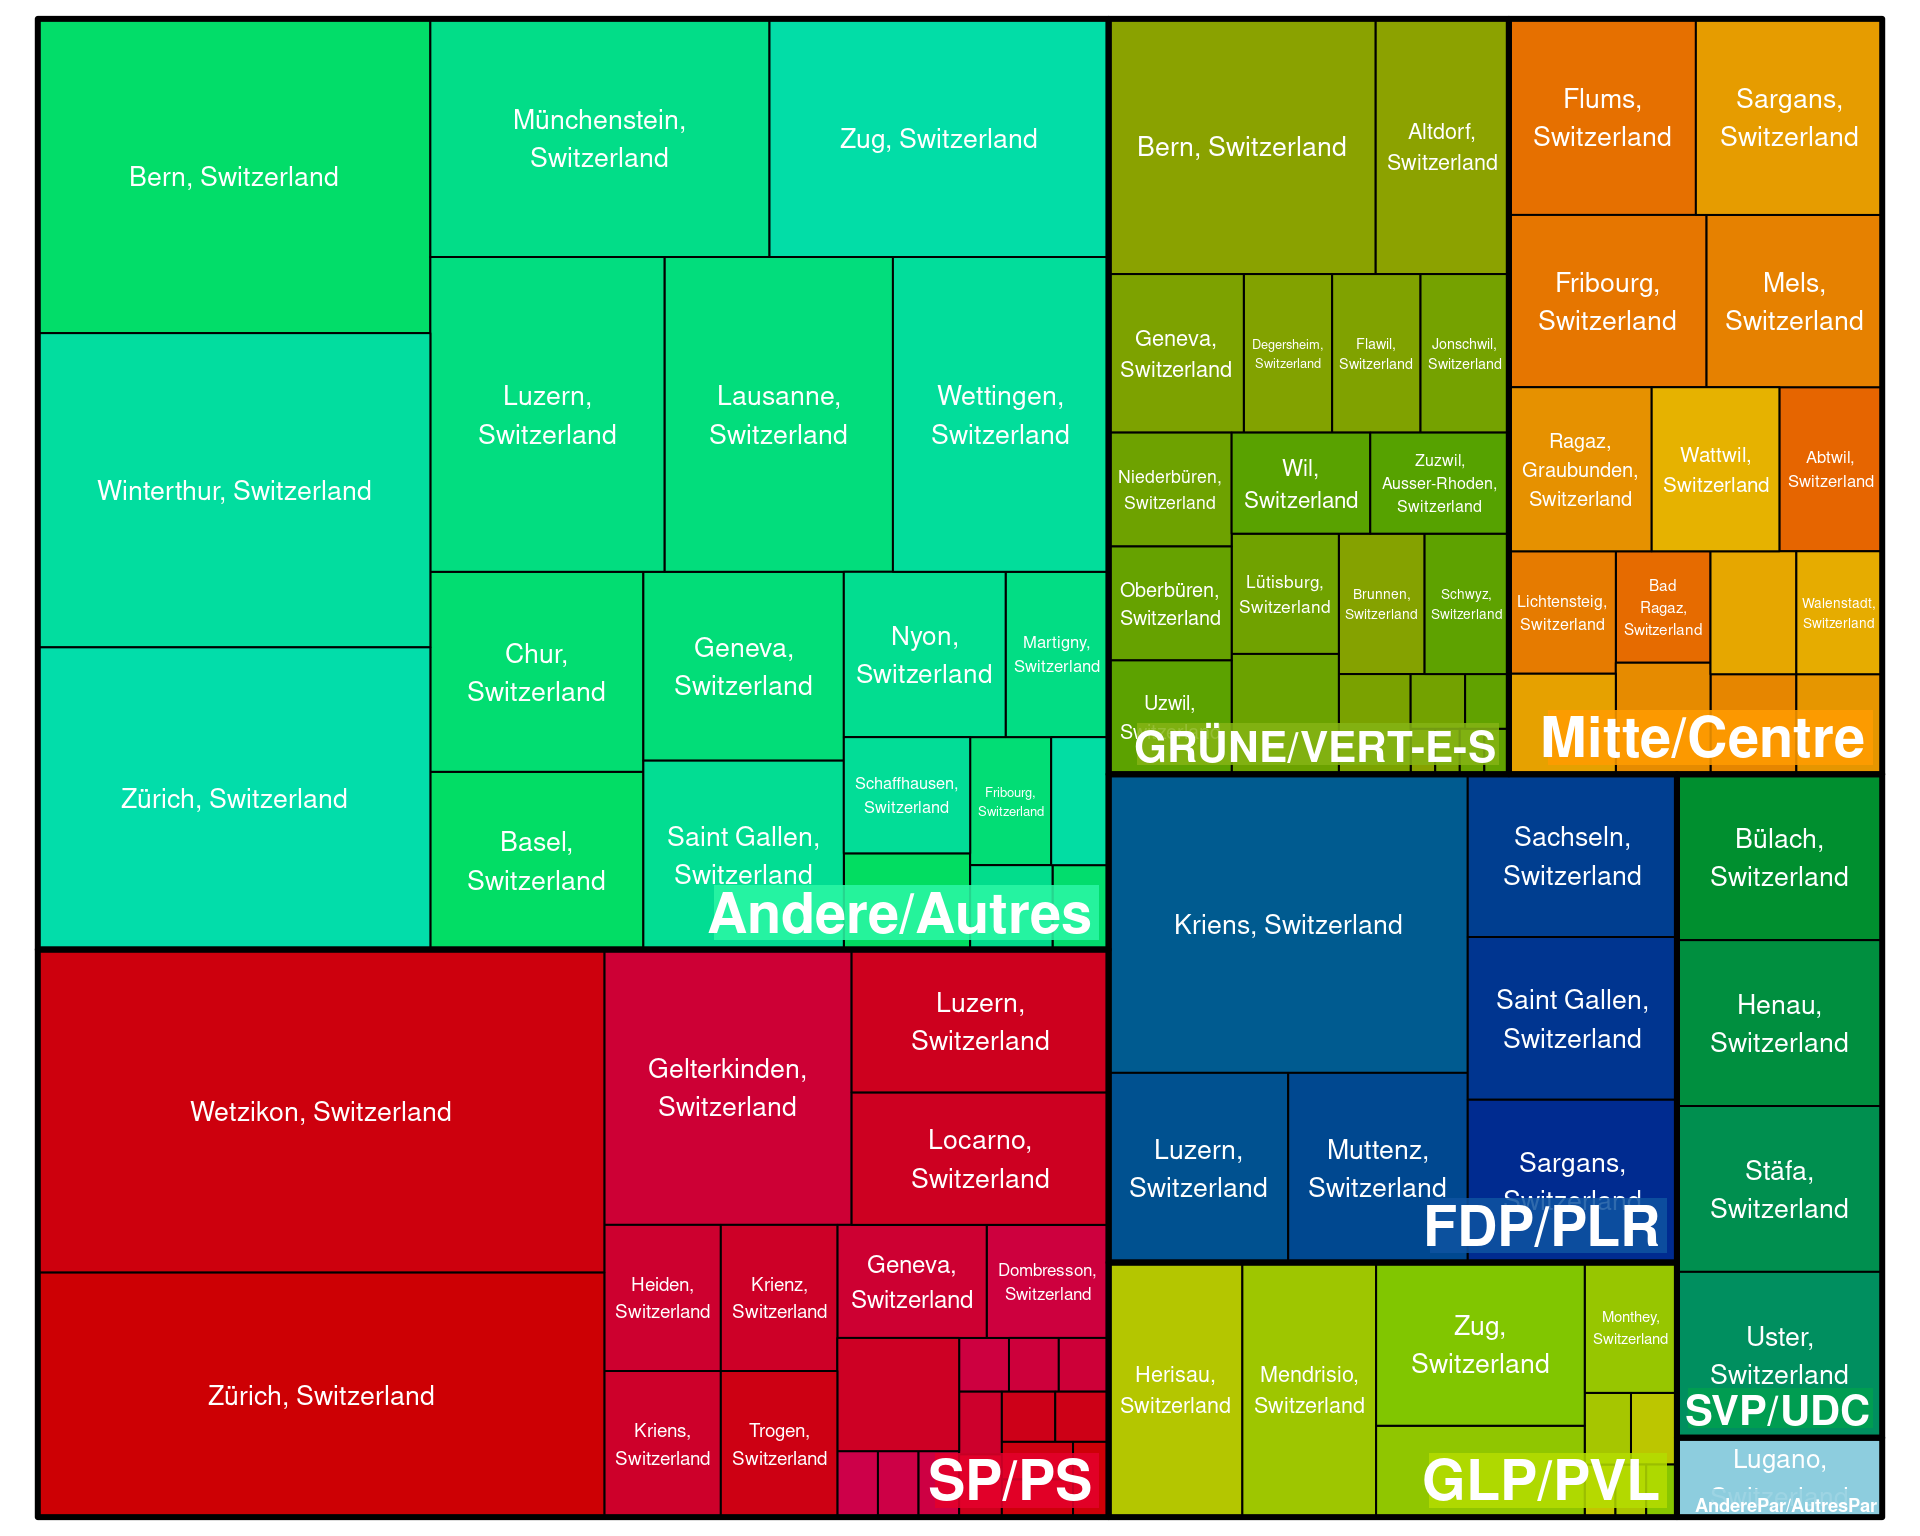 Bern, Switzerland
Münchenstein,
Switzerland
Zug, Switzerland
Winterthur, Switzerland
Luzern,
Switzerland
Lausanne,
Switzerland
Wettingen,
Switzerland
Zürich, Switzerland
Chur,
Switzerland
Geneva,
Switzerland
Nyon,
Switzerland
Martigny,
Switzerland
Basel,
Switzerland
Saint Gallen,
Switzerland
Schaffhausen,
Switzerland
Fribourg,
Switzerland
Andere/Autres
Bern, Switzerland
Altdorf,
Switzerland
Geneva,
Switzerland
Degersheim,
Switzerland
Flawil,
Switzerland
Jonschwil,
Switzerland
Niederbüren,
Switzerland
Wil,
Switzerland
Zuzwil,
Ausser-Rhoden,
Switzerland
Oberbüren,
Switzerland
Lütisburg,
Switzerland
Brunnen,
Switzerland
Schwyz,
Switzerland
Uzwil,
Switzerland
GRÜNE/VERT-E-S
Flums,
Switzerland
Sargans,
Switzerland
Fribourg,
Switzerland
Mels,
Switzerland
Ragaz,
Graubunden,
Switzerland
Wattwil,
Switzerland
Abtwil,
Switzerland
Lichtensteig,
Switzerland
Bad
Ragaz,
Switzerland
Walenstadt,
Switzerland
Mitte/Centre
Wetzikon, Switzerland
Gelterkinden,
Switzerland
Luzern,
Switzerland
Locarno,
Switzerland
Zürich, Switzerland
Heiden,
Switzerland
Krienz,
Switzerland
Geneva,
Switzerland
Dombresson,
Switzerland
Kriens,
Switzerland
Trogen,
Switzerland
SP/PS
Kriens, Switzerland
Sachseln,
Switzerland
Saint Gallen,
Switzerland
Luzern,
Switzerland
Muttenz,
Switzerland
Sargans,
Switzerland
FDP/PLR
Bülach,
Switzerland
Henau,
Switzerland
Stäfa,
Switzerland
Uster,
Switzerland
SVP/UDC
Herisau,
Switzerland
Mendrisio,
Switzerland
Zug,
Switzerland
Monthey,
Switzerland
GLP/PVL
Lugano,
Switzerland
AnderePar/AutresPar